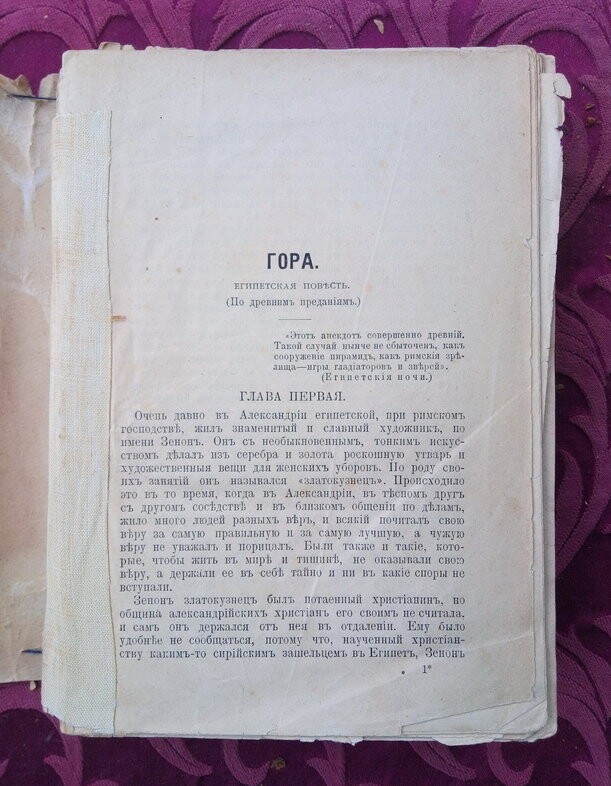 ГОРА.
ЕГИПЕТСКАЯ ПОВѢСТЬ.
(По древнимъ преданіямъ.)
«Этотъ анекдотъ совершенно древній.
Такой случай нынче не сбыточенъ, какъ
сооруженіе пирамидъ, какъ римскія зрѣ-
лища—игры гладіаторовъ и звѣрей».
(Египетскія ночи.)
ГЛАВА ПЕРВАЯ.
Очень давно въ Александріи египетской, при римскомъ
господствѣ, жилъ знаменитый и славный художникъ, по
имени Зенонъ. Онъ съ необыкновеннымъ, тонкимъ искус-
ствомъ дѣлалъ изъ серебра и золота роскошную утварь и
художественныя вещи для женскихъ уборовъ. По роду сво-
ихъ занятій онъ назывался «златокузнецъ». Происходило
это въ то время, когда въ Александріи, въ тѣсномъ другъ
съ другомъ сосѣдствѣ и въ близкомъ общеніи по дѣламъ,
жило много людей разныхъ вѣръ, и всякій почиталъ свою
вѣру за самую правильную и за самую лучшую, а чужую
вѣру не уважалъ и порицалъ. Были также и такіе, кото-
рые, чтобы жить въ мирѣ и тишинѣ, не оказывали свою
вѣру, а держали ее въ себѣ тайно и ни въ какіе споры не
вступали.
Зенонъ златокузнецъ былъ потаенный христіанинъ, но
община александрійскихъ христіанъ его своимъ не считала,
и самъ онъ держался отъ нея въ отдаленіи. Ему было
удобнѣе не сообщаться, потому что, наученный христіан-
ству какимъ-то сирійскимъ зашельцемъ въ Египетъ, Зенонъ
1*